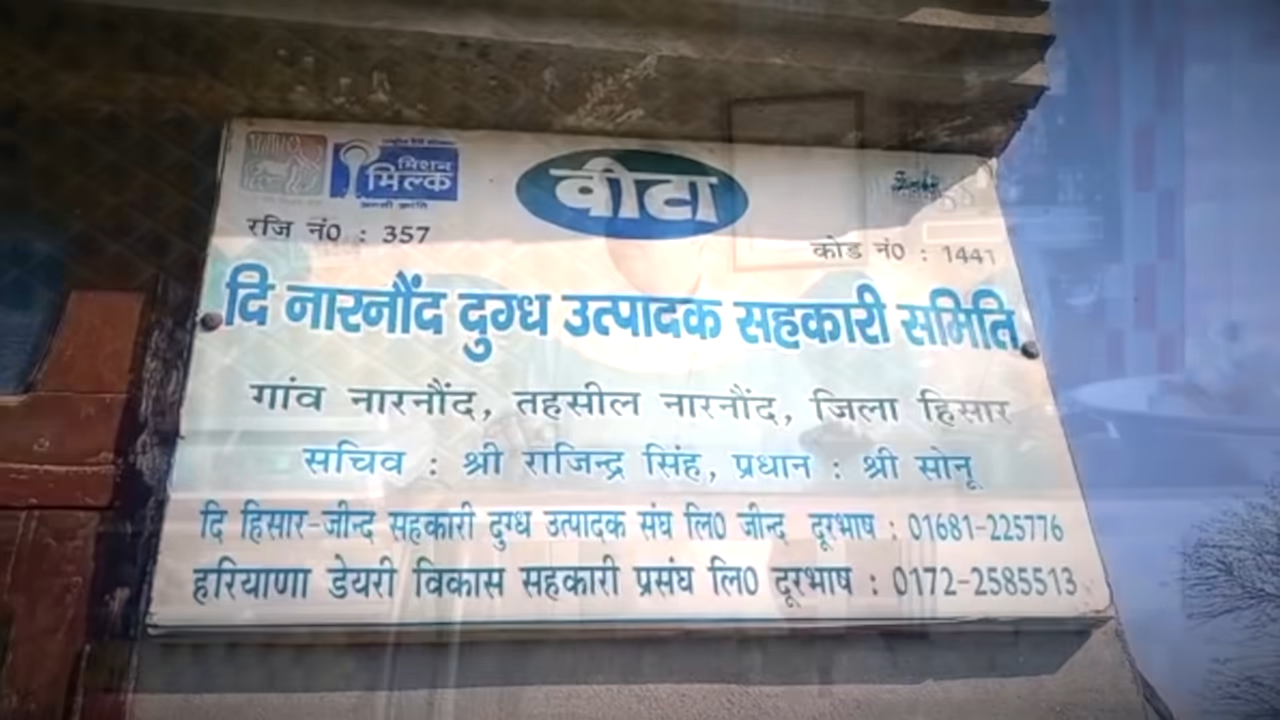 मिशन
मिल्क
वीटा
रजि नं0 : 357
कोड नं0 : 1441
दि नारनौंद दुग्ध उत्पादक सहकारी समिति
गांव नारनौंद, तहसील नारनौंद, जिला हिसार
सचिव : श्री राजिन्द्र सिंह, प्रधान : श्री सोनू
दि हिसार-जीन्द सहकारी दुग्ध उत्पादक संघ लि0 जीन्द दूरभाष : 01681-225776
हरियाणा डेयरी विकास सहकारी प्रसंघ लि0 दूरभाष : 0172-2585513